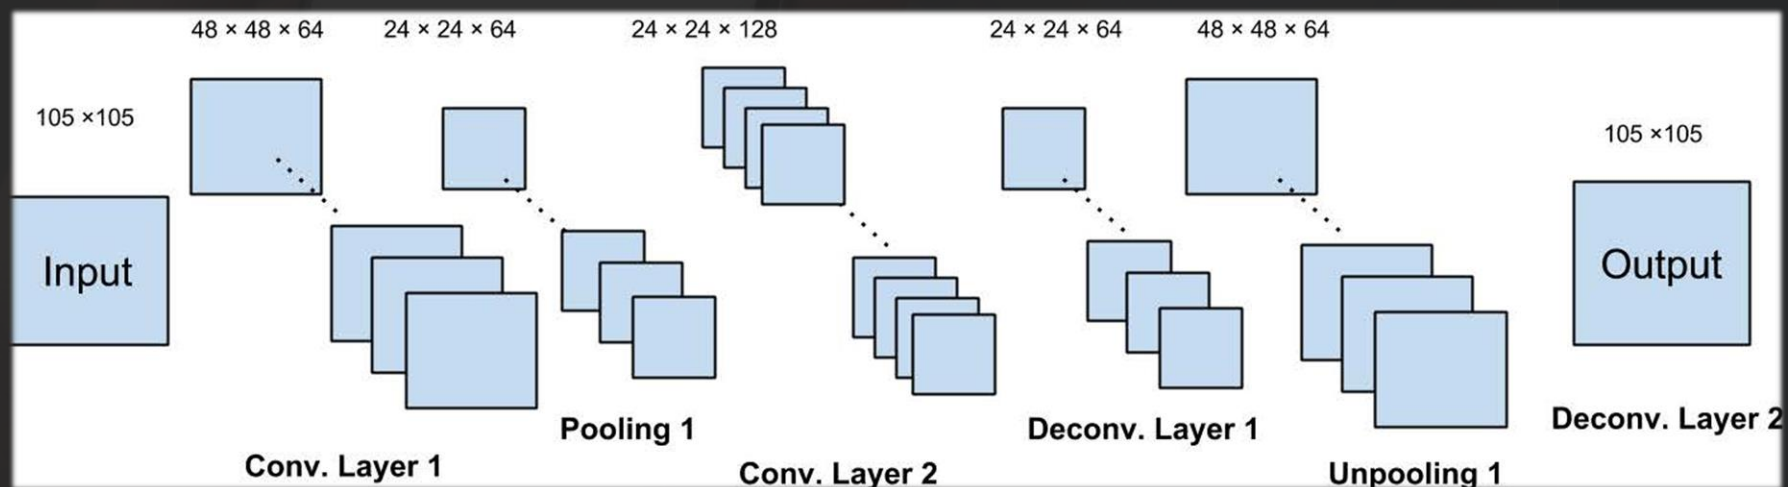 48 × 48 × 64
24 × 24 × 64
24 × 24 × 128
24 × 24 × 64
48 × 48 × 64
105 ×105
105 ×105
Input
Output
Conv. Layer 1
Pooling 1
Conv. Layer 2
Deconv. Layer 1
Unpooling 1
Deconv. Layer 2